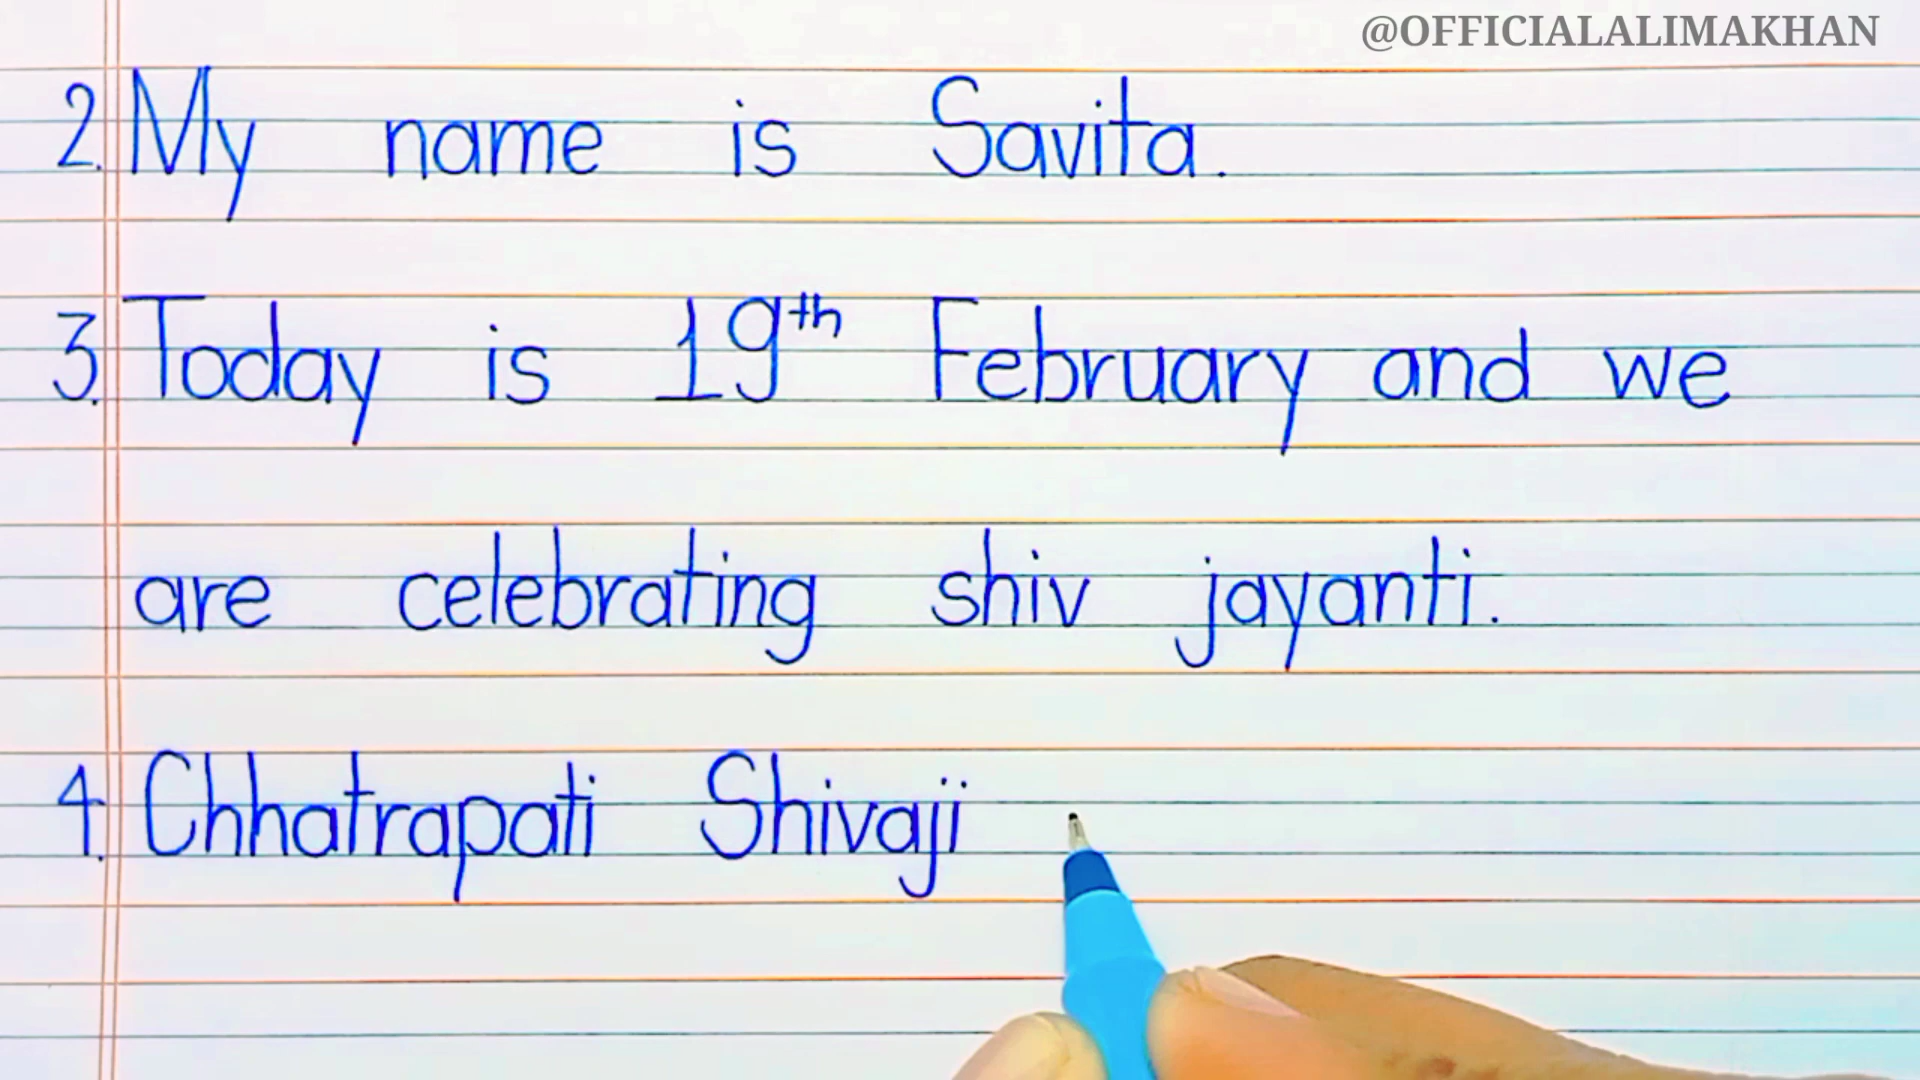 @OFFICIALALIMAKHAN
2. My name is Savita.
3. Today is 19th February and we
are celebrating shiv jayanti.
4. Chhatrapati Shivaji